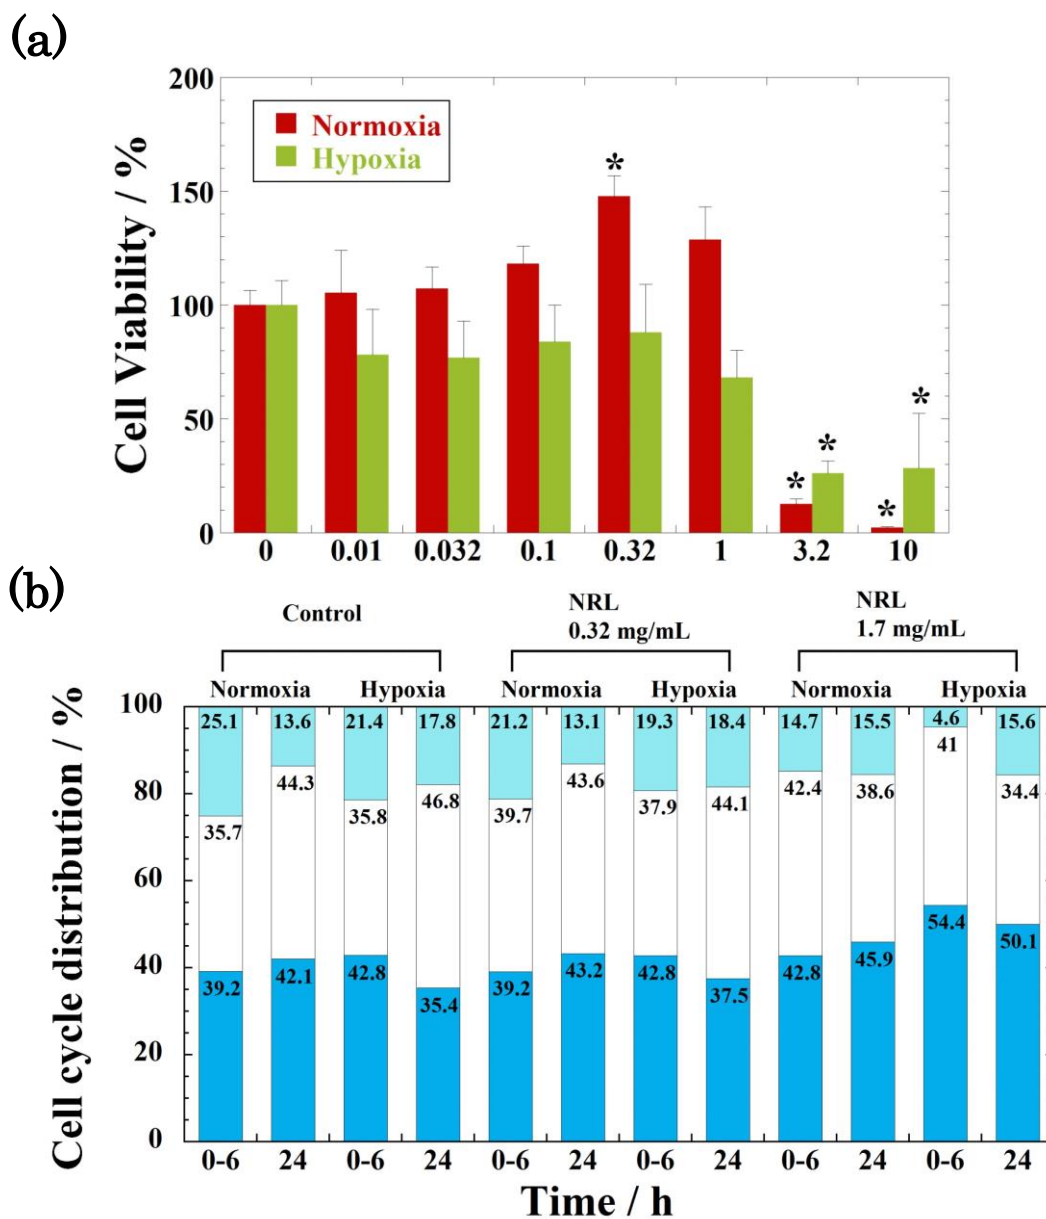 (a)
Cell Viability / %
200
150
100
50
0
Normoxia
Hypoxia
*
*
*
*
*
0 0.01 0.032 0.1 0.32 1 3.2 10
(b)
Control
NRL
0.32 mg/mL
NRL
1.7 mg/mL
Normoxia Hypoxia Normoxia Hypoxia Normoxia Hypoxia
Cell cycle distribution / %
100
80
60
40
20
0
25.1 13.6 21.4 17.8 21.2 13.1 19.3 18.4 14.7 15.5 4.6 15.6
35.7 44.3 35.8 46.8 39.7 43.6 37.9 44.1 42.4 38.6 41 34.4
39.2 42.1 42.8 35.4 39.2 43.2 42.8 37.5 42.8 45.9 54.4 50.1
0-6 24 0-6 24 0-6 24 0-6 24 0-6 24 0-6 24
Time / h